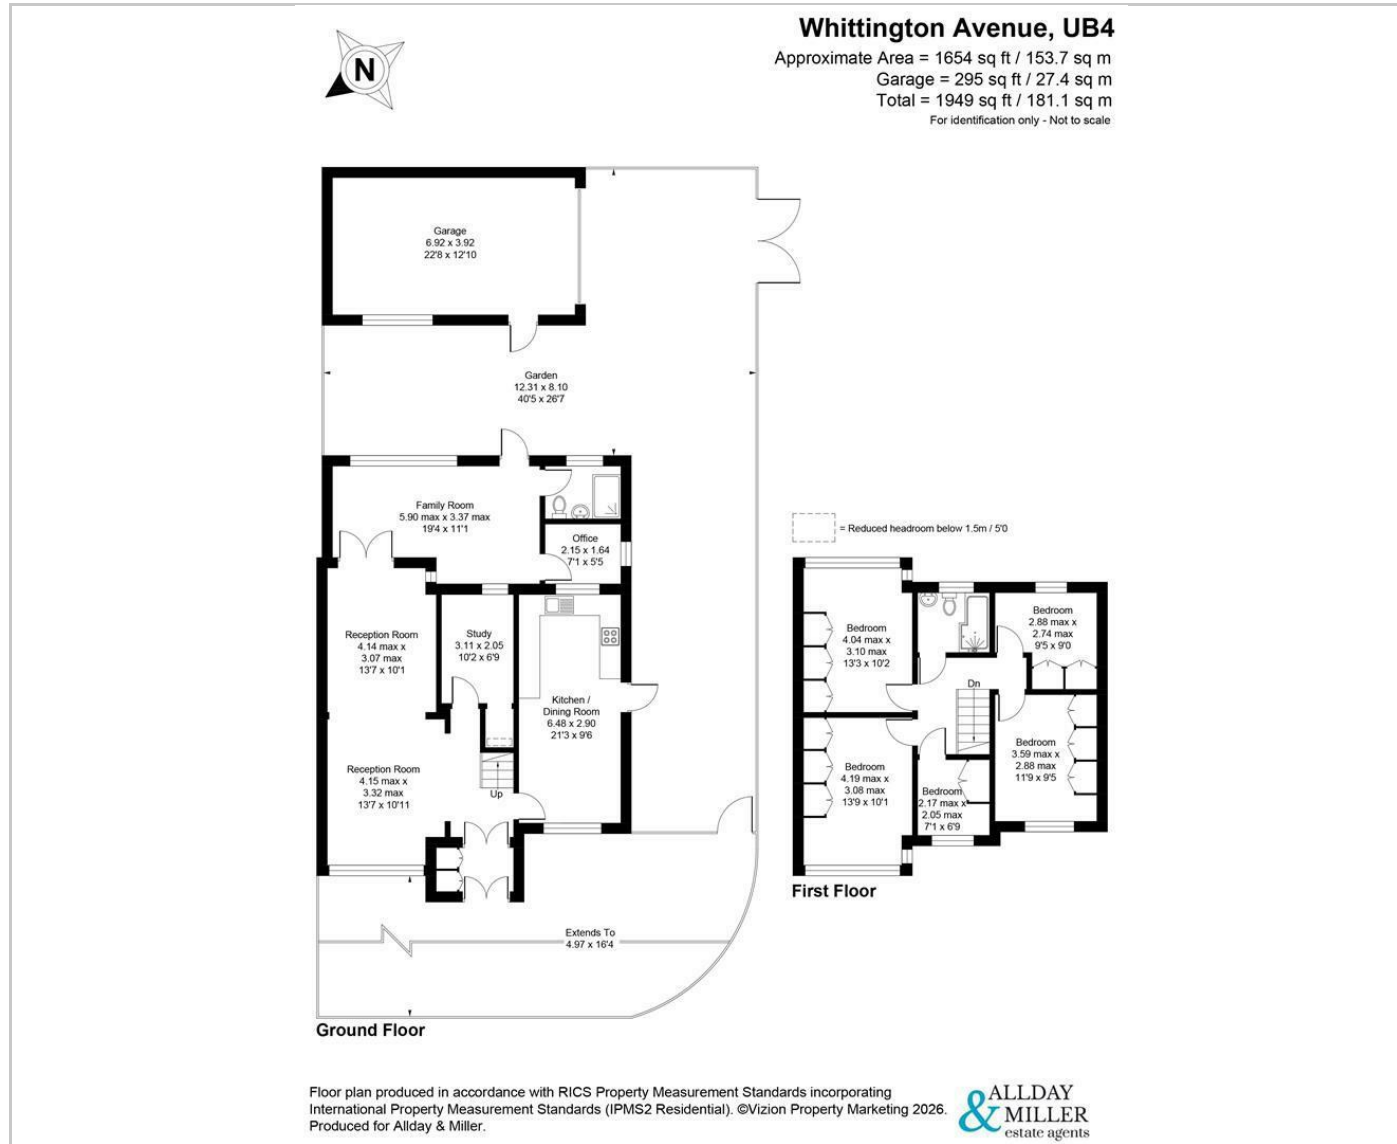 N
Whittington Avenue, UB4
Approximate Area = 1654 sq ft / 153.7 sq m
Garage = 295 sq ft / 27.4 sq m
Total = 1949 sq ft / 181.1 sq m
For identification only - Not to scale
Garage
6.92 x 3.92
22'8 x 12'10
Garden
12.31 x 8.10
40'5 x 26'7
Family Room
5.90 max x 3.37 max
19'4 x 11'1
Office
2.15 x 1.64
7'1 x 5'5
Reception Room
4.14 max x
3.07 max
13'7 x 10'1
Study
3.11 x 2.05
10'2 x 6'9
Kitchen /
Dining Room
6.48 x 2.90
21'3 x 9'6
Reception Room
4.15 max x
3.32 max
13'7 x 10'11
Up
Extends To
4.97 x 16'4
Ground Floor
= Reduced headroom below 1.5m / 5'0
Bedroom
4.04 max x
3.10 max
13'3 x 10'2
Bedroom
2.88 max x
2.74 max
9'5 x 9'0
Dn
Bedroom
4.19 max x
3.08 max
13'9 x 10'1
Bedroom
2.17 max x
2.05 max
7'1 x 6'9
Bedroom
3.59 max x
2.88 max
11'9 x 9'5
First Floor
Floor plan produced in accordance with RICS Property Measurement Standards incorporating
International Property Measurement Standards (IPMS2 Residential). ©Vizion Property Marketing 2026.
Produced for Allday & Miller.
ALLDAY
& MILLER
estate agents